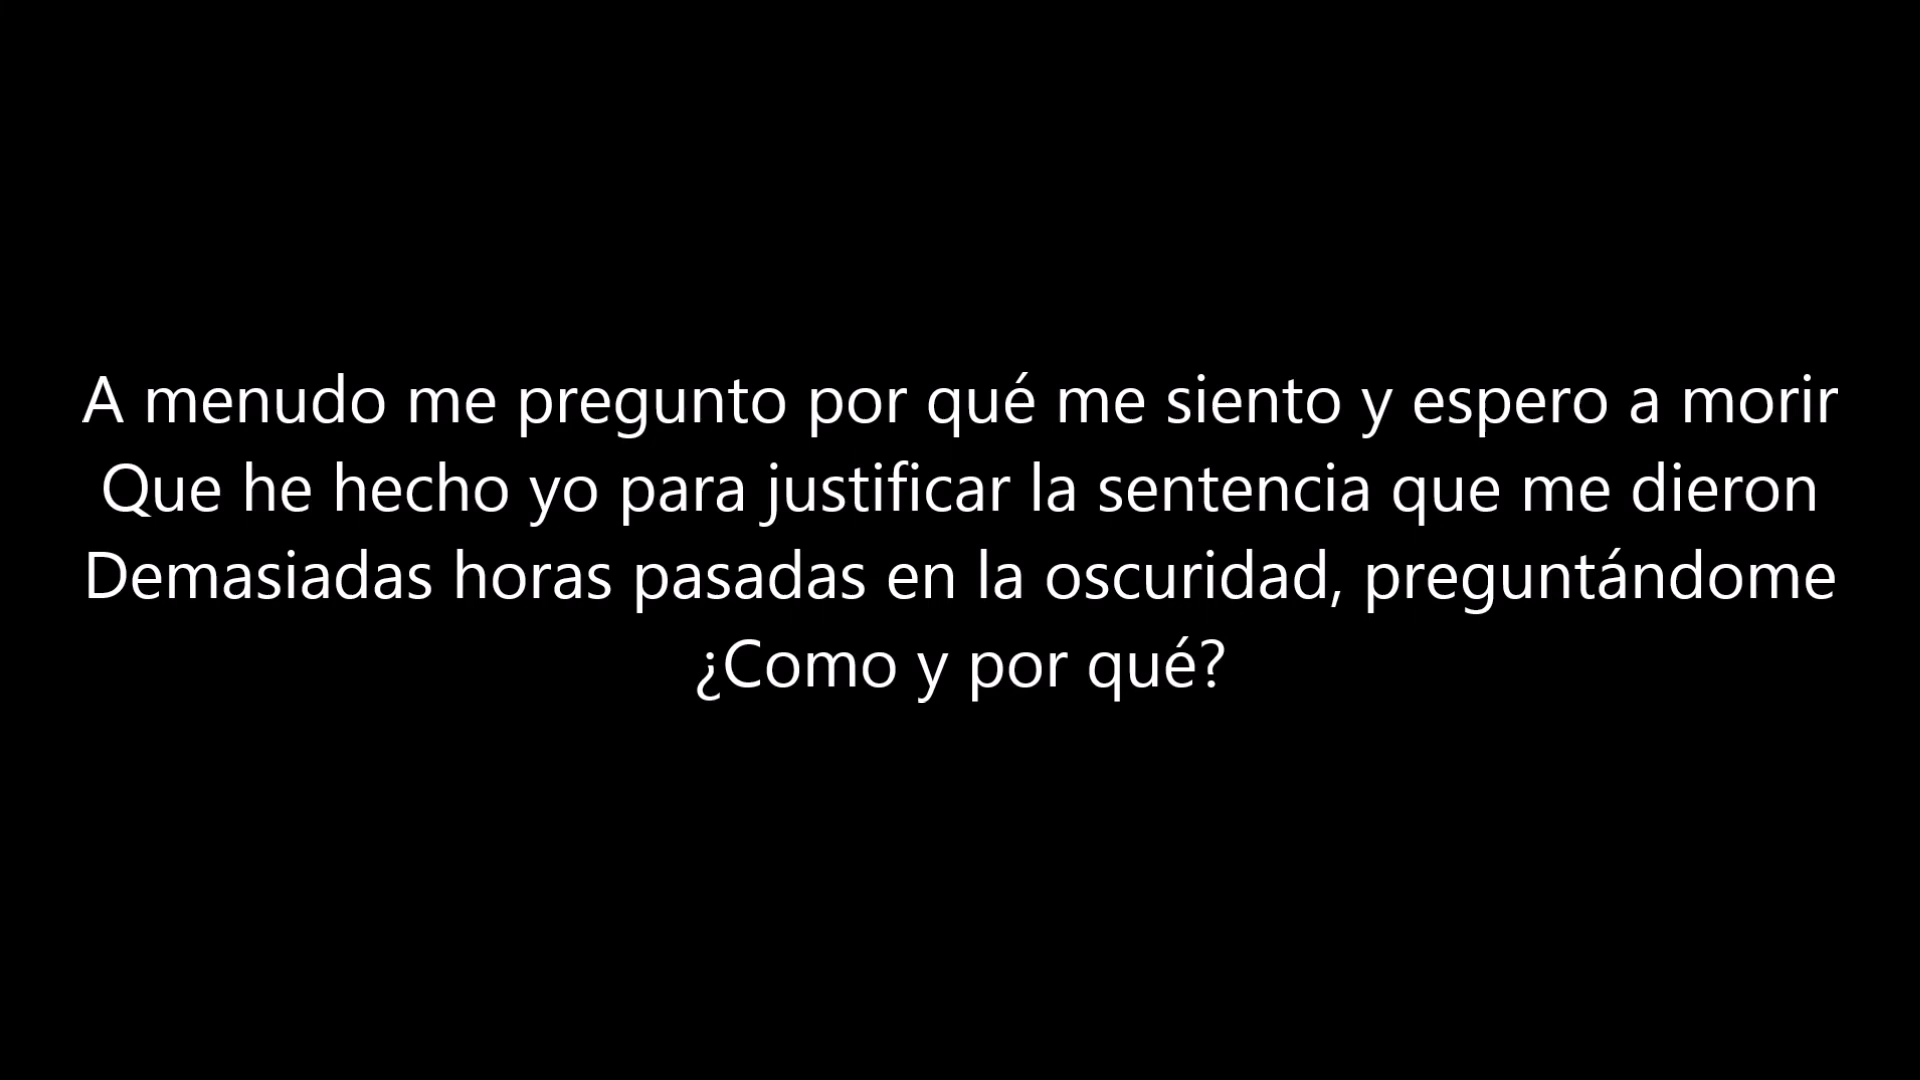 A menudo me pregunto por qué me siento y espero a morir
Que he hecho yo para justificar la sentencia que me dieron
Demasiadas horas pasadas en la oscuridad, preguntándome
¿Como y por qué?